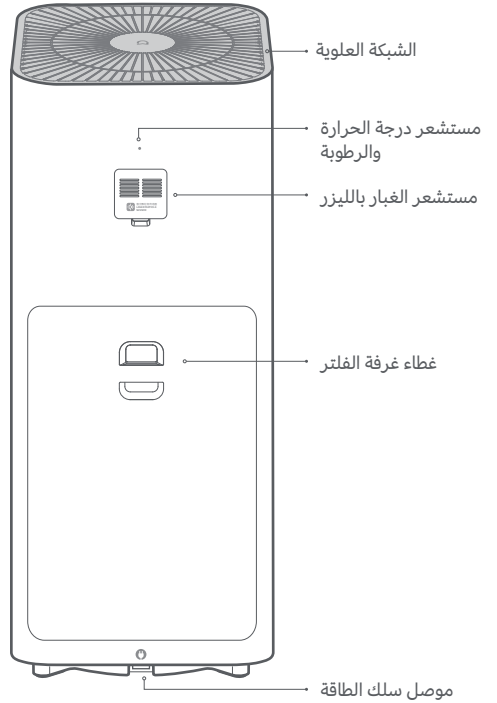 الشبكة العلوية
مستشعر درجة الحرارة
والرطوبة
مستشعر الغبار بالليزر
غطاء غرفة الفلتر
موصل سلك الطاقة